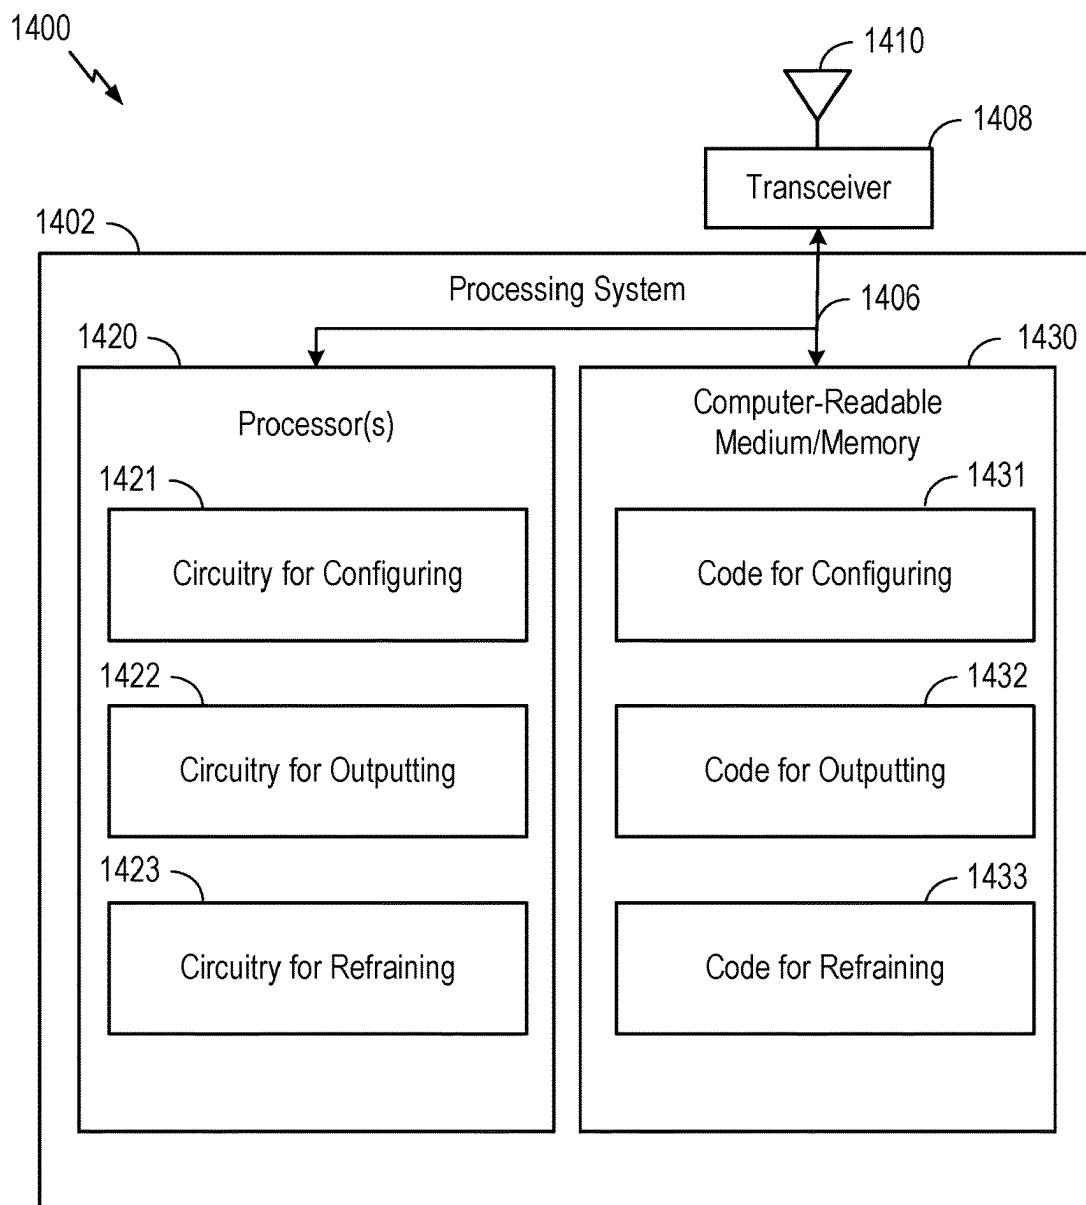 1400
1410
1408
Transceiver
1402
Processing System
1406
1420
1430
Processor(s)
Computer-Readable
Medium/Memory
1421
1431
Circuitry for Configuring
Code for Configuring
1422
1432
Circuitry for Outputting
Code for Outputting
1423
1433
Circuitry for Refraining
Code for Refraining